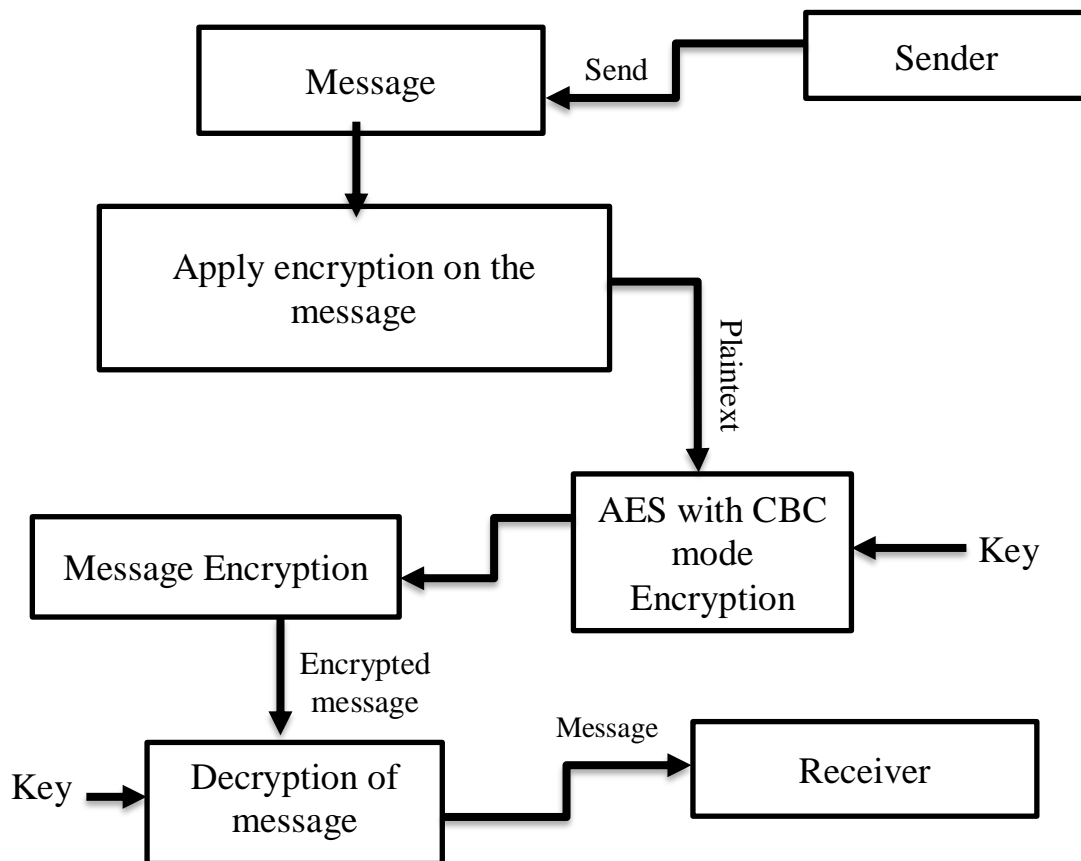 Sender
Send
Message
Apply encryption on the
message
Plaintext
AES with CBC
mode
Encryption
Key
Message Encryption
Encrypted
message
Key
Decryption of
message
Message
Receiver